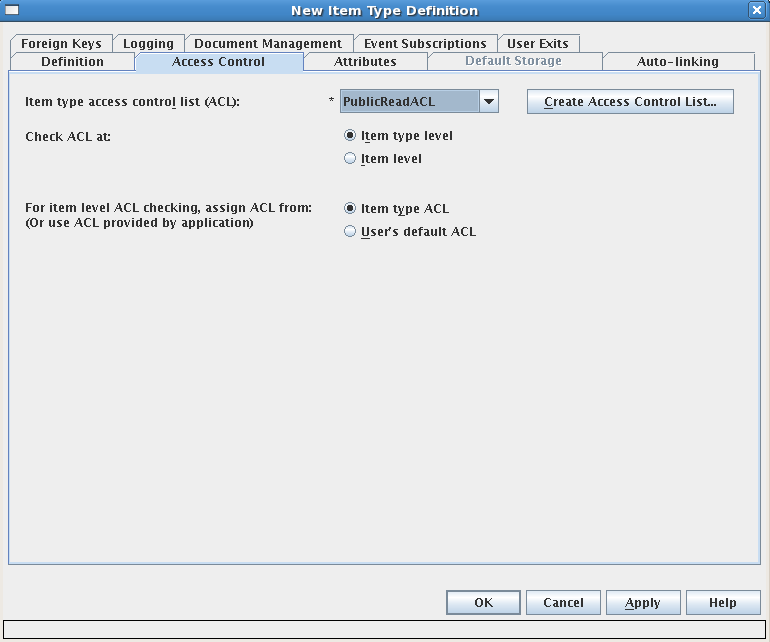 New Item Type Definition
Foreign Keys Logging Document Management Event Subscriptions User Exits
Definition Access Control Attributes Default Storage Auto-linking
Item type access control list (ACL): * PublicReadACL Create Access Control List...
Check ACL at: Item type level
Item level
For item level ACL checking, assign ACL from: Item type ACL
(Or use ACL provided by application)
User's default ACL
OK Cancel Apply Help